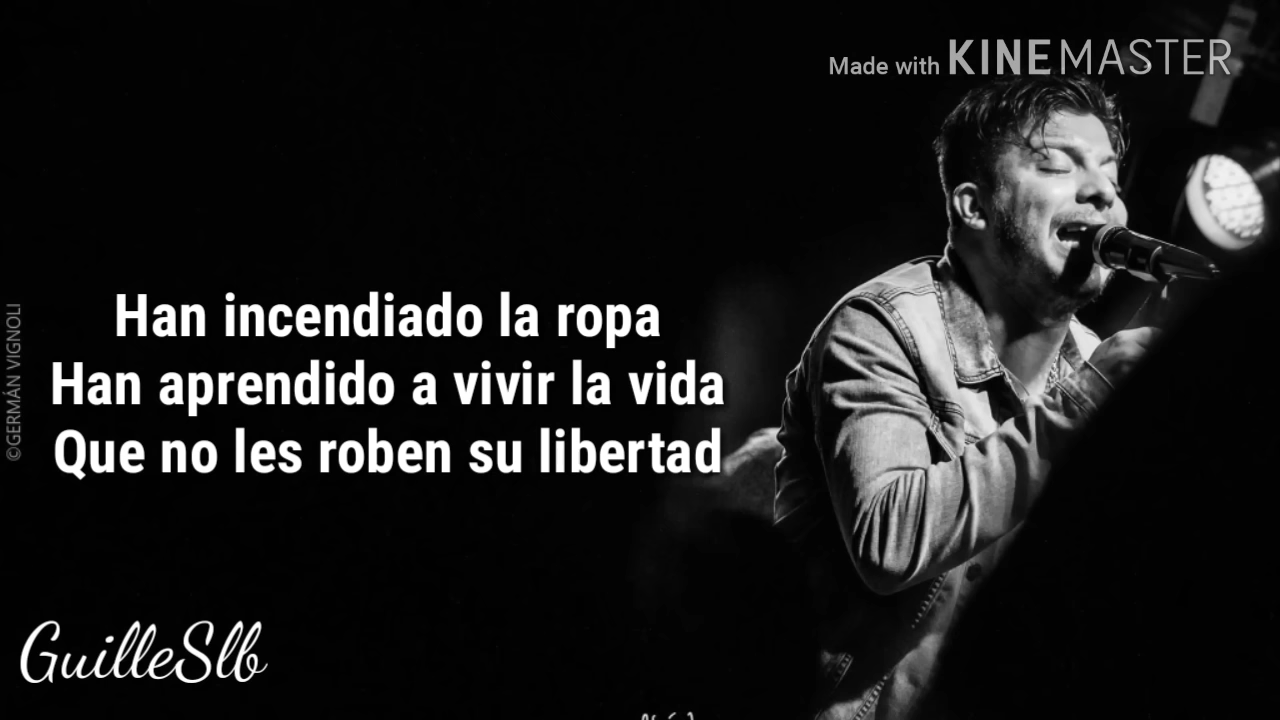 Made with KINEMASTER
Han incendiado la ropa
Han aprendido a vivir la vida
Que no les roben su libertad
©GERMÁN VIGNOLI
GuilleSlb